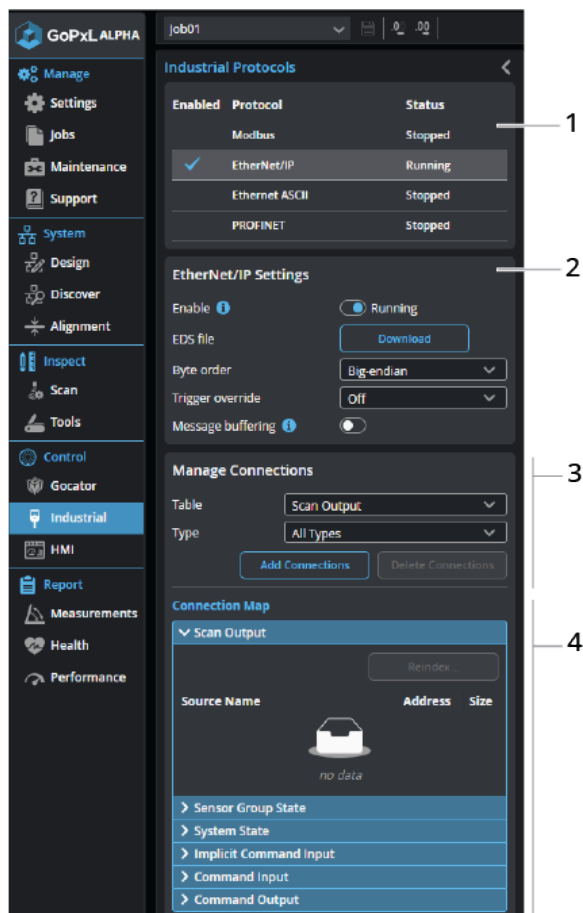 GoPxL ALPHA
Manage
Settings
Jobs
Maintenance
Support
System
Design
Discover
Alignment
Inspect
Scan
Tools
Control
Gocator
Industrial
HMI
Report
Measurements
Health
Performance
Job01
.0 .00
Industrial Protocols
Enabled Protocol Status
Modbus Stopped
EtherNet/IP Running
Ethernet ASCII Stopped
PROFINET Stopped
1
EtherNet/IP Settings
2
Enable Running
EDS file Download
Byte order Big-endian
Trigger override Off
Message buffering
Manage Connections
3
Table Scan Output
Type All Types
Add Connections Delete Connections
Connection Map
Scan Output
4
Reindex...
Source Name Address Size
no data
Sensor Group State
System State
Implicit Command Input
Command Input
Command Output